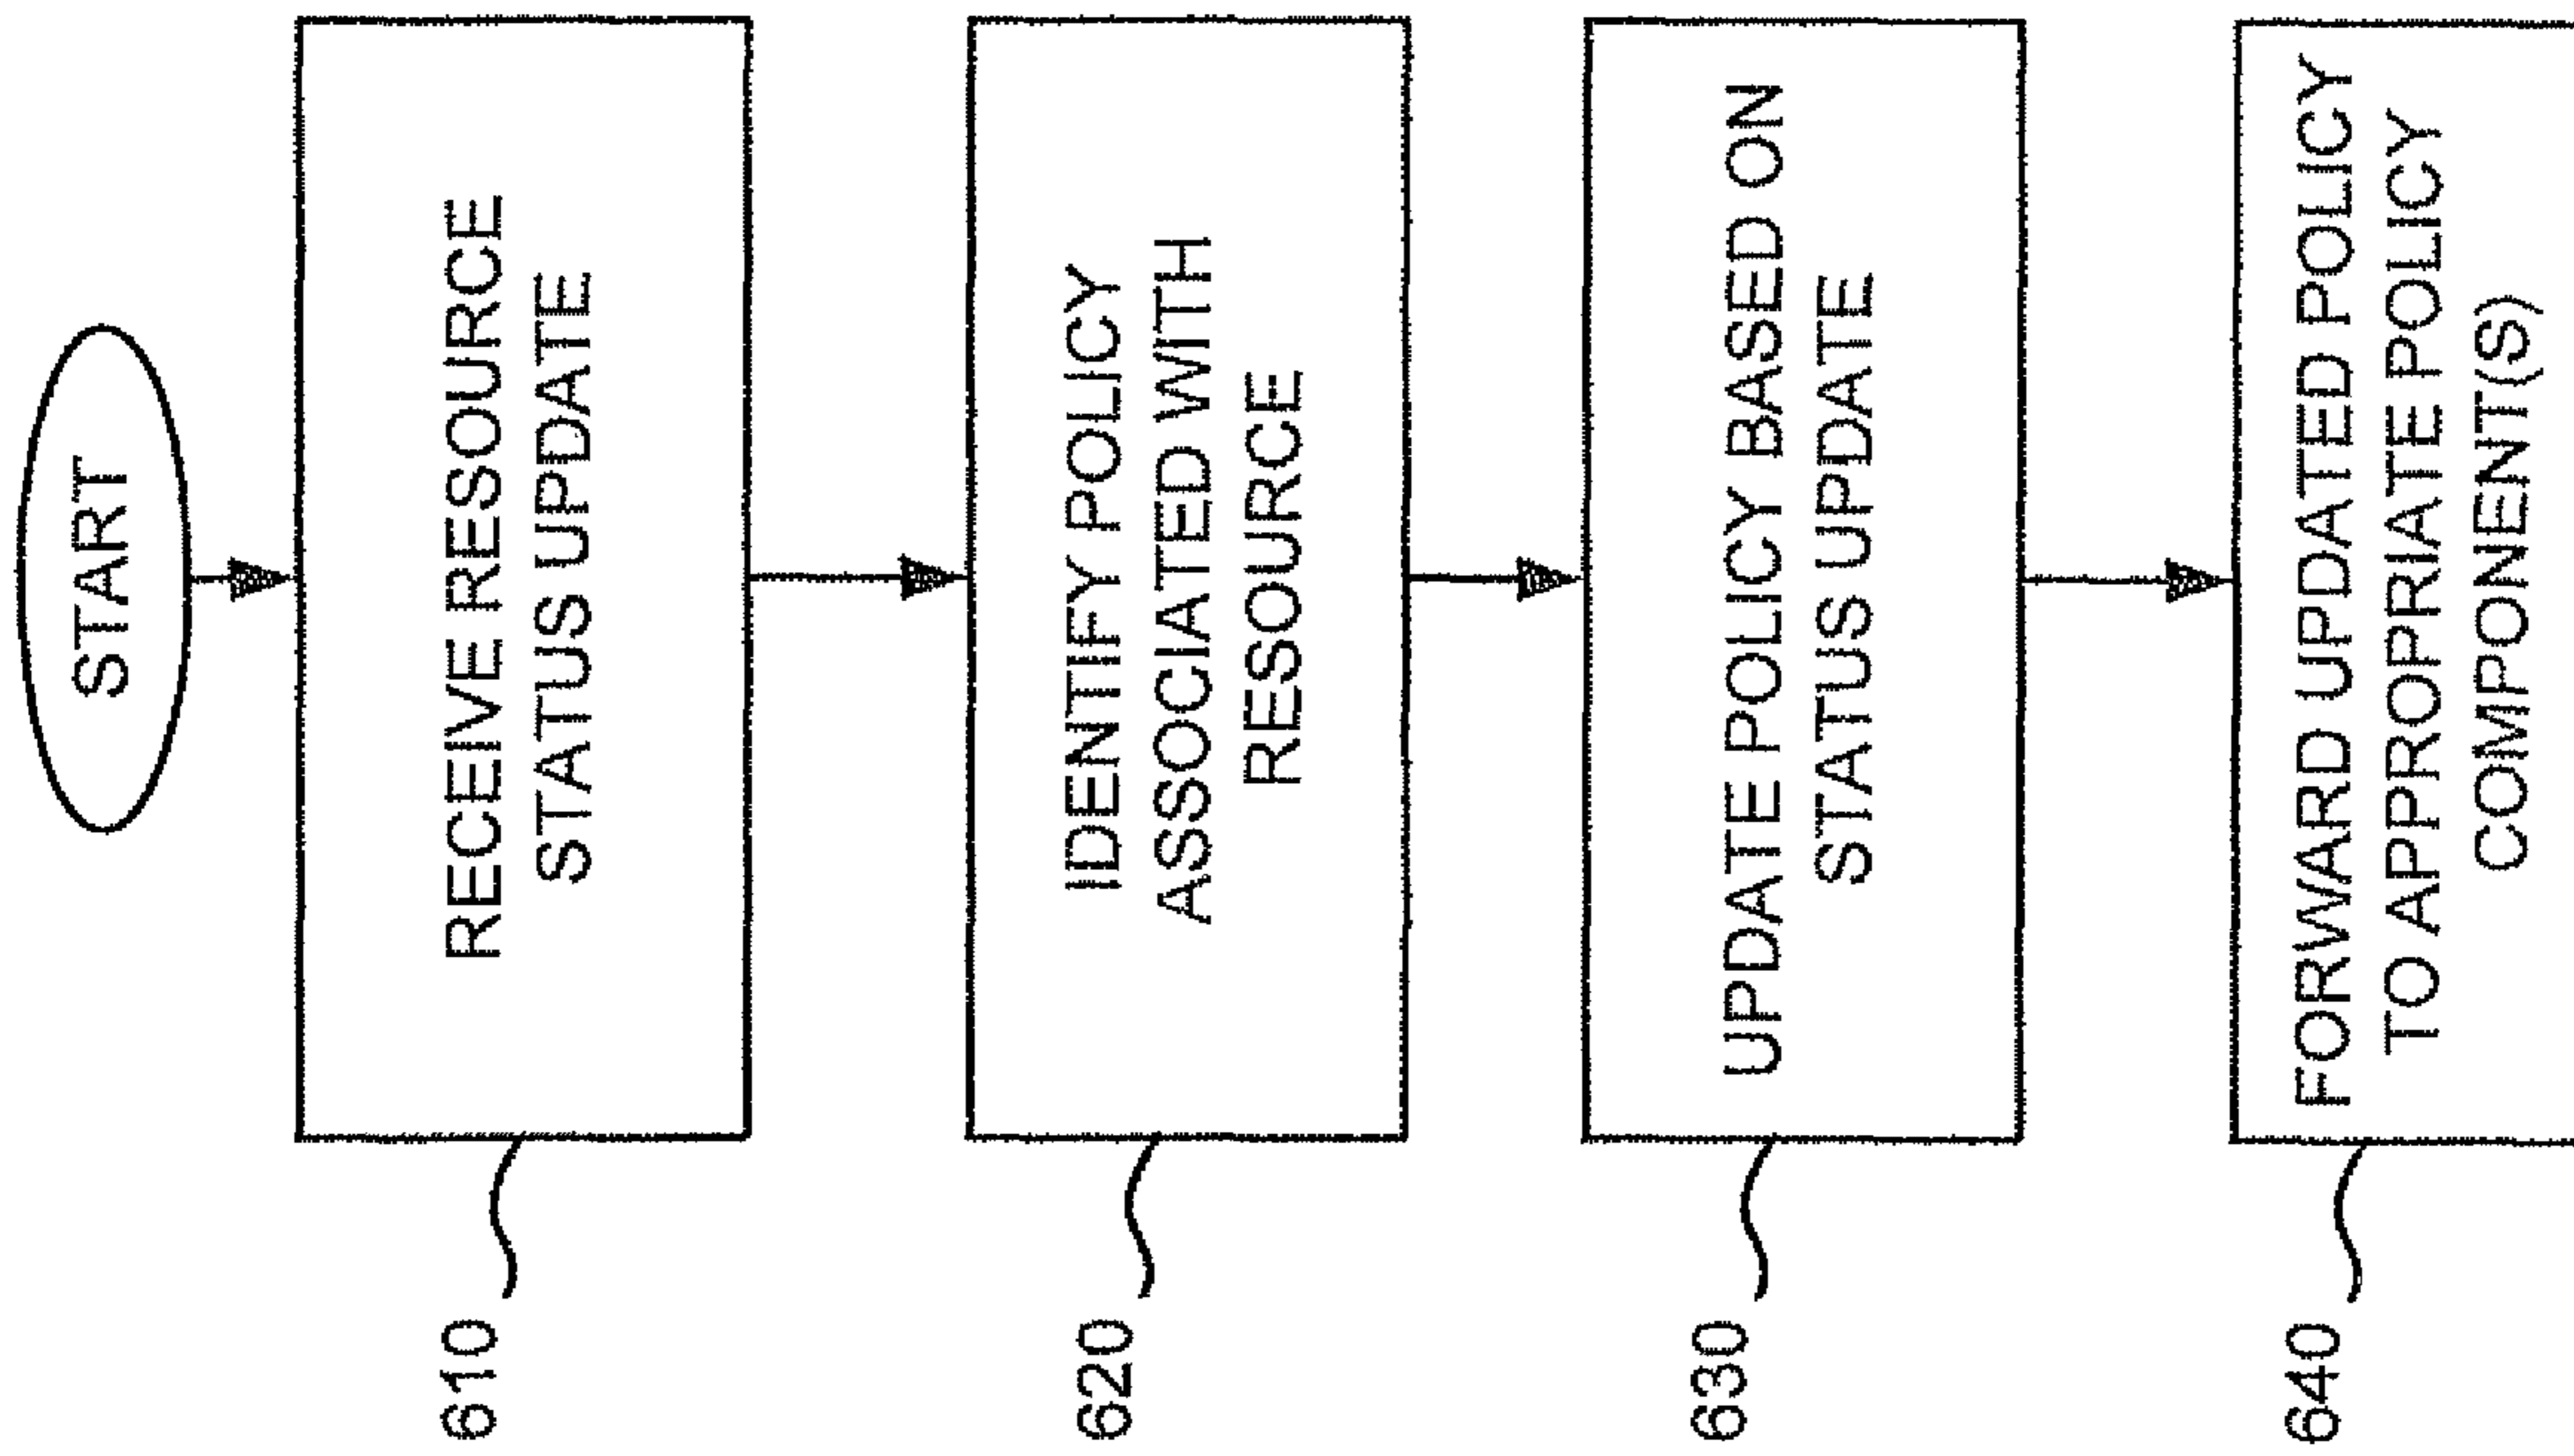 START
610
RECEIVE RESOURCE
STATUS UPDATE
620
IDENTIFY POLICY
ASSOCIATED WITH
RESOURCE
630
UPDATE POLICY BASED ON
STATUS UPDATE
640
FORWARD UPDATED POLICY
TO APPROPRIATE POLICY
COMPONENT(S)